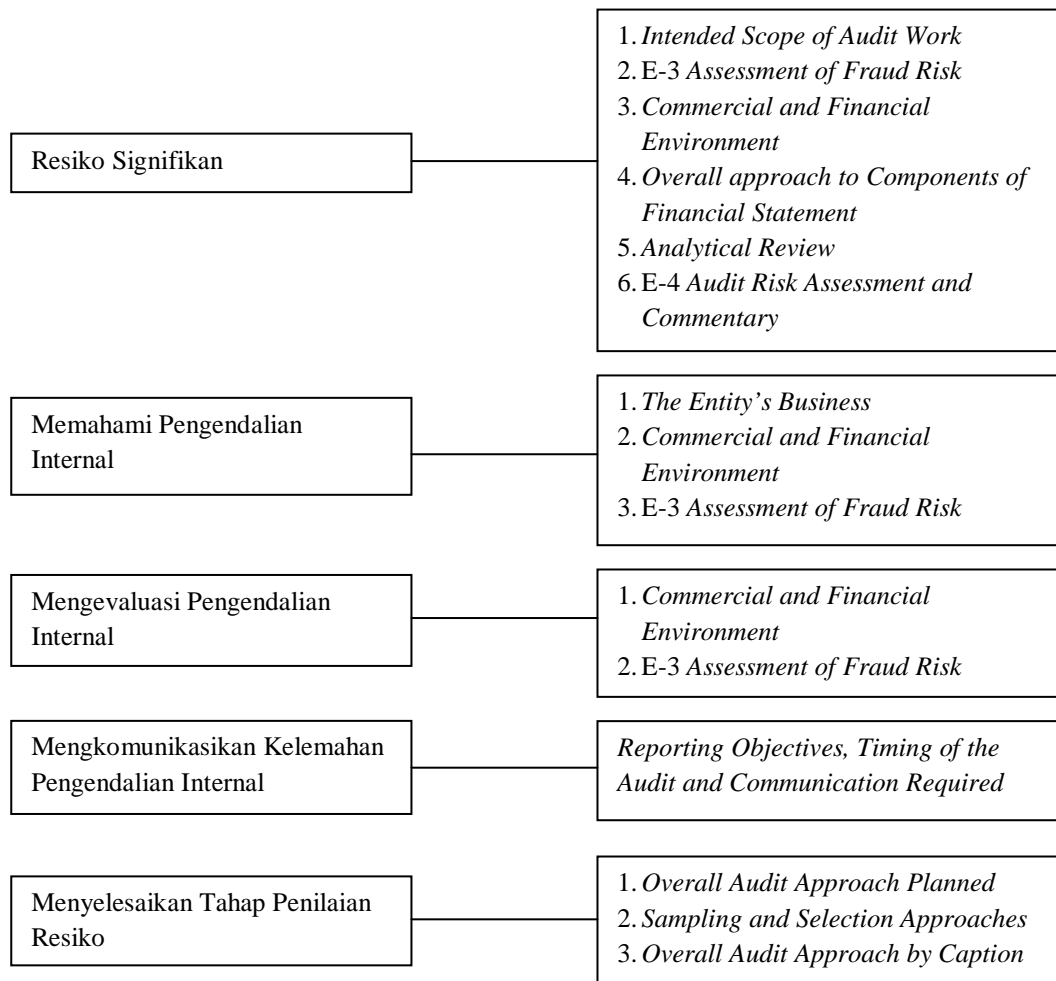 Resiko Signifikan
1. Intended Scope of Audit Work
2. E-3 Assessment of Fraud Risk
3. Commercial and Financial
Environment
4. Overall approach to Components of
Financial Statement
5. Analytical Review
6. E-4 Audit Risk Assessment and
Commentary
Memahami Pengendalian
Internal
1. The Entity’s Business
2. Commercial and Financial
Environment
3. E-3 Assessment of Fraud Risk
Mengevaluasi Pengendalian
Internal
1. Commercial and Financial
Environment
2. E-3 Assessment of Fraud Risk
Mengkomunikasikan Kelemahan
Pengendalian Internal
Reporting Objectives, Timing of the
Audit and Communication Required
Menyelesaikan Tahap Penilaian
Resiko
1. Overall Audit Approach Planned
2. Sampling and Selection Approaches
3. Overall Audit Approach by Caption